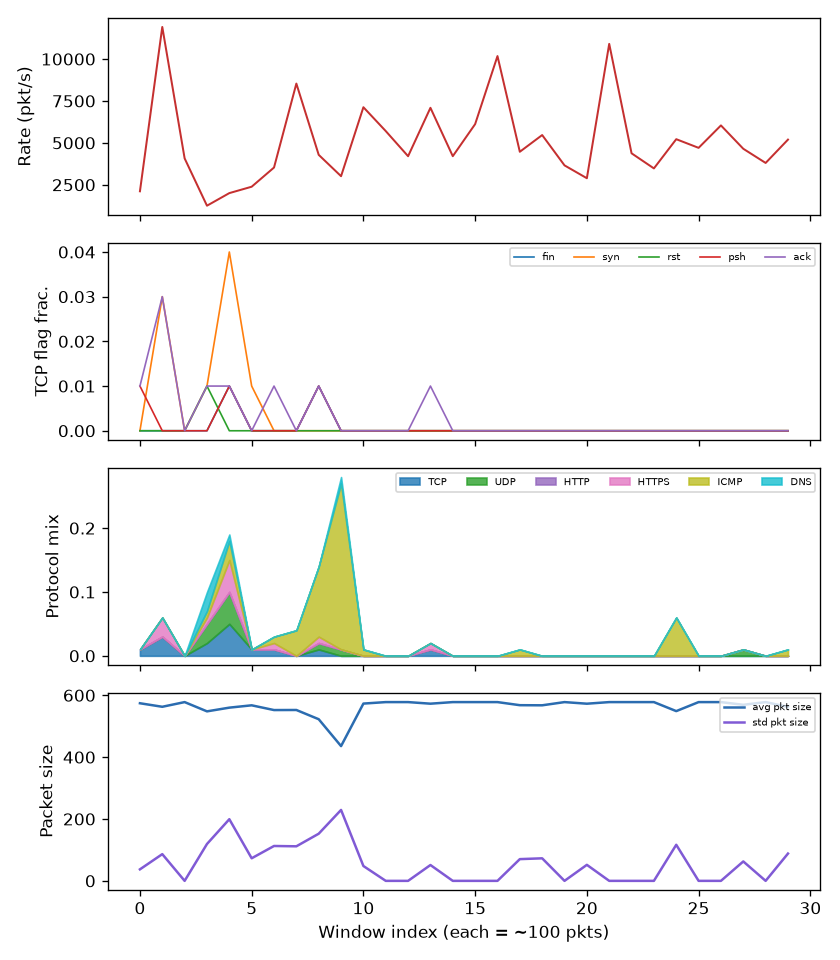 Rate (pkt/s)
10000
7500
5000
2500
TCP flag frac.
0.04
0.03
0.02
0.01
0.00
fin syn rst psh ack
Protocol mix
0.2
0.1
0.0
TCP UDP HTTP HTTPS ICMP DNS
Packet size
600
400
200
0
avg pkt size
std pkt size
0 5 10 15 20 25 30
Window index (each = ~100 pkts)